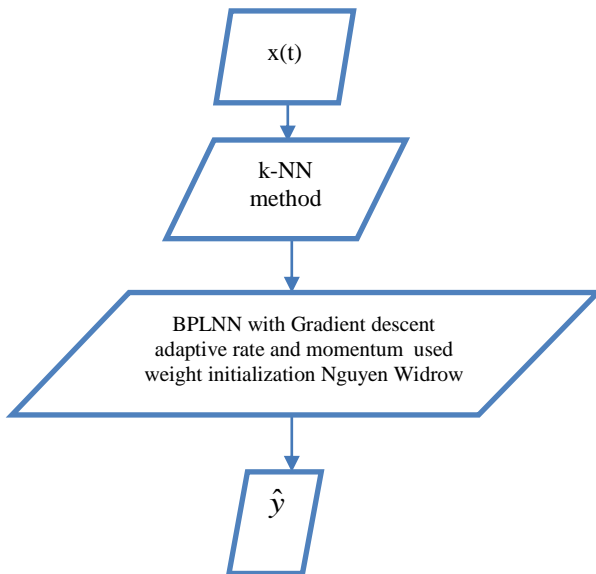 x(t)
k-NN
method
BPLNN with Gradient descent
adaptive rate and momentum used
weight initialization Nguyen Widrow
ŷ